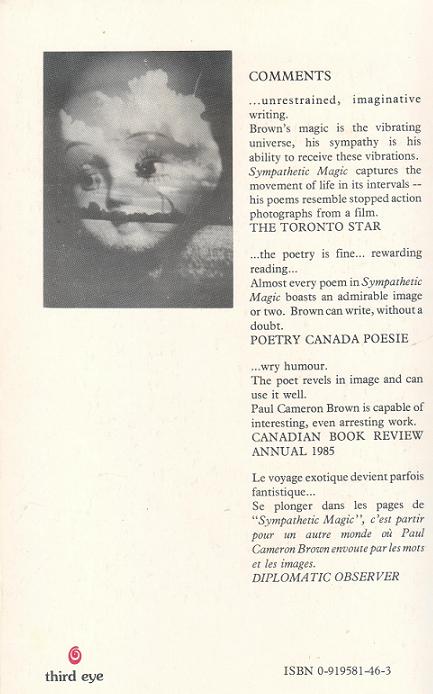 COMMENTS
...unrestrained, imaginative
writing.
Brown's magic is the vibrating
universe, his sympathy is his
ability to receive these vibrations.
Sympathetic Magic captures the
movement of life in its intervals --
his poems resemble stopped action
photographs from a film.
THE TORONTO STAR
...the poetry is fine... rewarding
reading...
Almost every poem in Sympathetic
Magic boasts an admirable image
or two. Brown can write, without a
doubt.
POETRY CANADA POESIE
...wry humour.
The poet revels in image and can
use it well.
Paul Cameron Brown is capable of
interesting, even arresting work.
CANADIAN BOOK REVIEW
ANNUAL 1985
Le voyage exotique devient parfois
fantistique...
Se plonger dans les pages de
"Sympathetic Magic", c'est partir
pour un autre monde où Paul
Cameron Brown envoute par les mots
et les images.
DIPLOMATIC OBSERVER
third eye
ISBN 0-919581-46-3